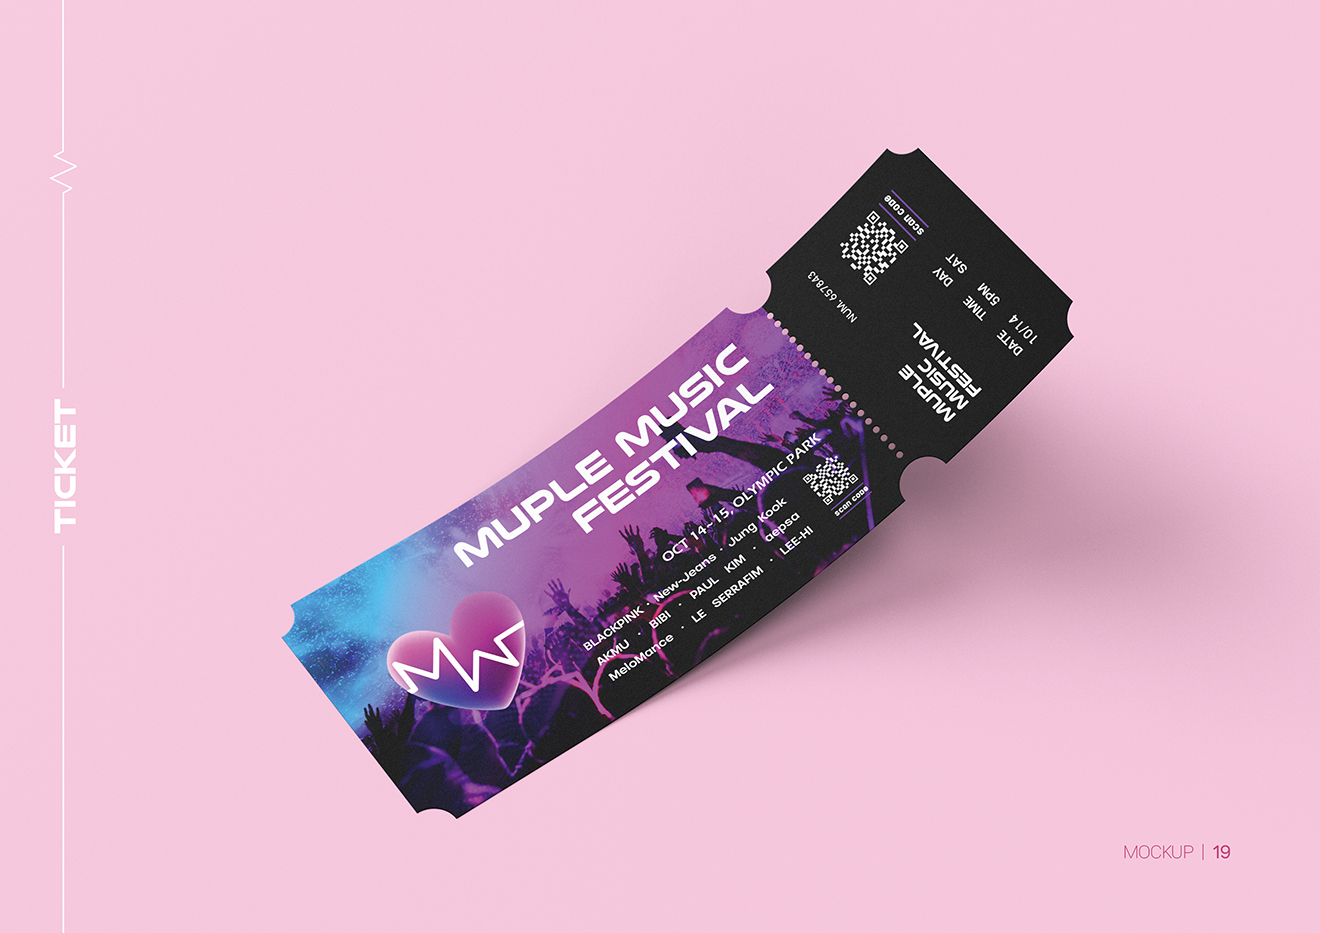 TICKET
MUPLE MUSIC
FESTIVAL
OCT 14~15, OLYMPIC PARK
BLACKPINK · New-Jeans · Jung Kook
AKMU · BIBI · PAUL KIM · aepsa
MeloMance · LE SERRAFIM · LEE-HI
scan code
MUPLE
MUSIC
FESTIVAL
DATE TIME DAY
10/14 5PM SAT
NUM. 657843
scan code
MOCKUP | 19